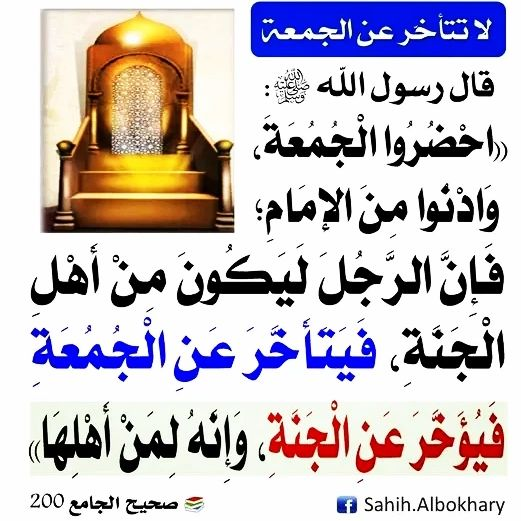 لا تتأخر عن الجمعة
قال رسول الله ﷺ :
((احْضُرُوا الْجُمُعَةَ،
وَادْنُوا مِنَ الإِمَامِ؛
فَإِنَّ الرَّجُلَ لَيَكُونَ مِنْ أَهْلِ
الْجَنَّةِ، فَيَتَأَخَّرَ عَنِ الْجُمُعَةِ
فَيُؤَخَّرَ عَنِ الْجَنَّةِ، وَإِنَّهُ لمَنْ أَهْلِهَا))
صحيح الجامع 200
Sahih.Albokhary